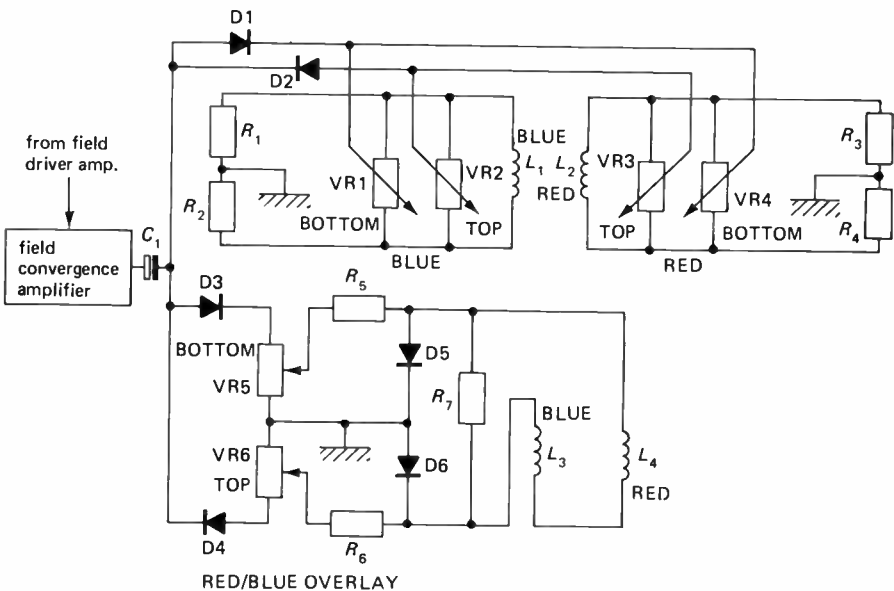 D1
D2
from field
driver amp.
field
convergence
amplifier
C1
R1
R2
VR1
BOTTOM
VR2
TOP
BLUE
BLUE
L1
L2
RED
VR3
TOP
VR4
BOTTOM
RED
R3
R4
D3
BOTTOM
VR5
VR6
TOP
D4
R5
R6
D5
D6
R7
BLUE
L3
L4
RED
RED/BLUE OVERLAY